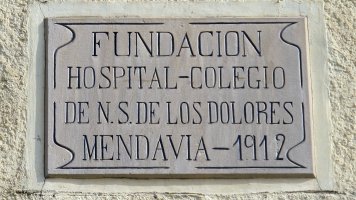 FUNDACION
HOSPITAL-COLEGIO
DE N.S. DE LOS DOLORES
MENDAVIA-1912